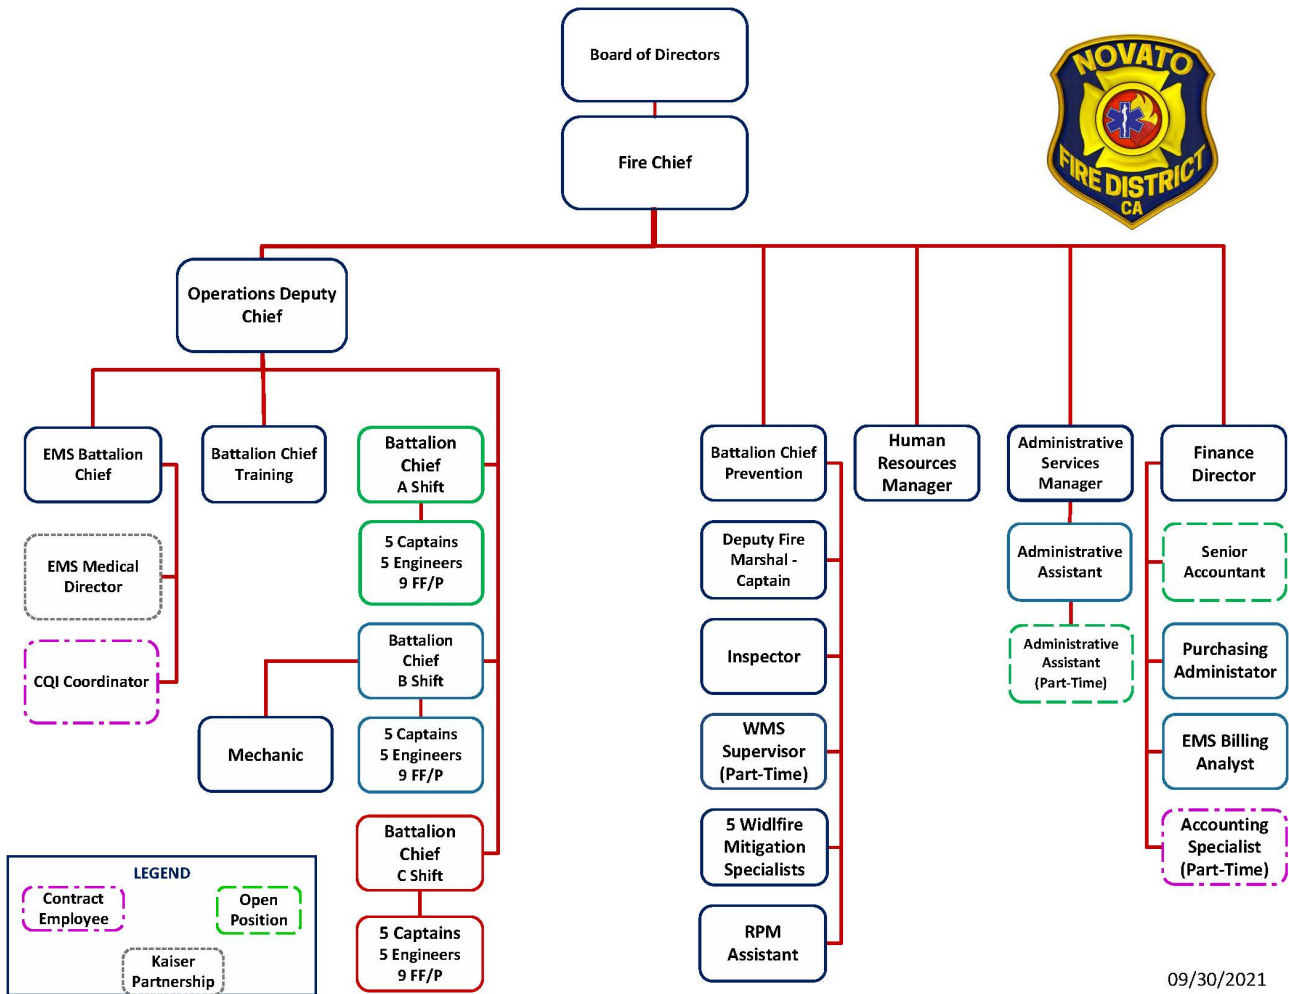 Board of Directors
NOVATO
FIRE DISTRICT
CA
Fire Chief
Operations Deputy
Chief
EMS Battalion
Chief
Battalion Chief
Training
Battalion
Chief
A Shift
Battalion Chief
Prevention
Human
Resources
Manager
Administrative
Services
Manager
Finance
Director
EMS Medical
Director
5 Captains
5 Engineers
9 FF/P
Deputy Fire
Marshal -
Captain
Administrative
Assistant
Senior
Accountant
CQI Coordinator
Battalion
Chief
B Shift
Inspector
Administrative
Assistant
(Part-Time)
Purchasing
Administator
Mechanic
5 Captains
5 Engineers
9 FF/P
WMS
Supervisor
(Part-Time)
EMS Billing
Analyst
Battalion
Chief
C Shift
5 Widlfire
Mitigation
Specialists
Accounting
Specialist
(Part-Time)
5 Captains
5 Engineers
9 FF/P
RPM
Assistant
LEGEND
Contract
Employee
Open
Position
Kaiser
Partnership
09/30/2021